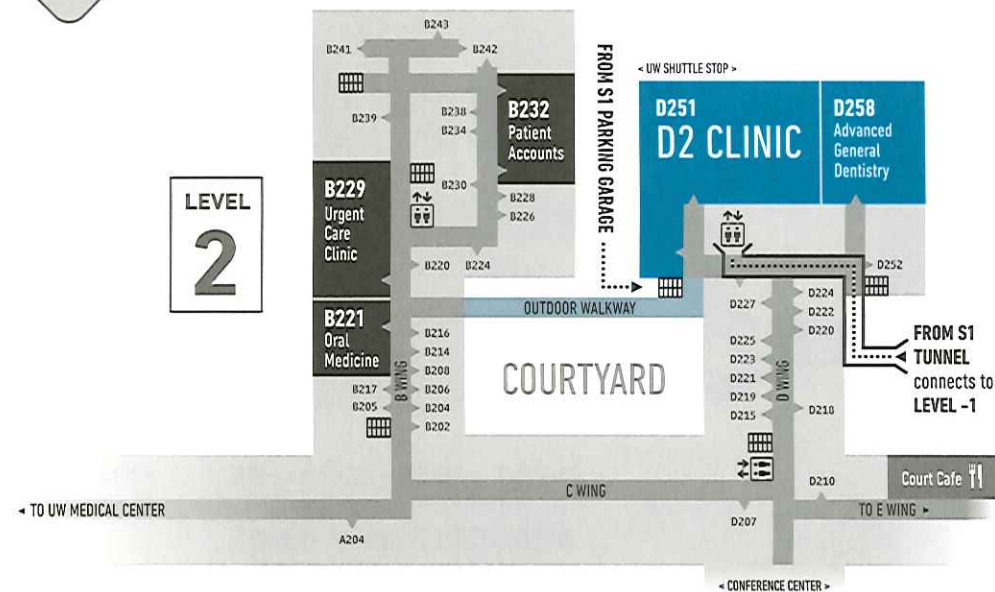 LEVEL
2
B243
B241
B242
B239
B238
B234
B232
Patient
Accounts
B230
B228
B226
B229
Urgent
Care
Clinic
B220
B224
B221
Oral
Medicine
B216
B214
B208
B217
B206
B205
B204
B202
B WING
OUTDOOR WALKWAY
COURTYARD
FROM S1 PARKING GARAGE
< UW SHUTTLE STOP >
D251
D2 CLINIC
D258
Advanced
General
Dentistry
D252
D227
D224
D222
D220
D225
D223
D221
D219
D218
D215
D WING
FROM S1
TUNNEL
connects to
LEVEL -1
D210
Court Cafe
C WING
TO UW MEDICAL CENTER
TO E WING
A204
D207
< CONFERENCE CENTER >